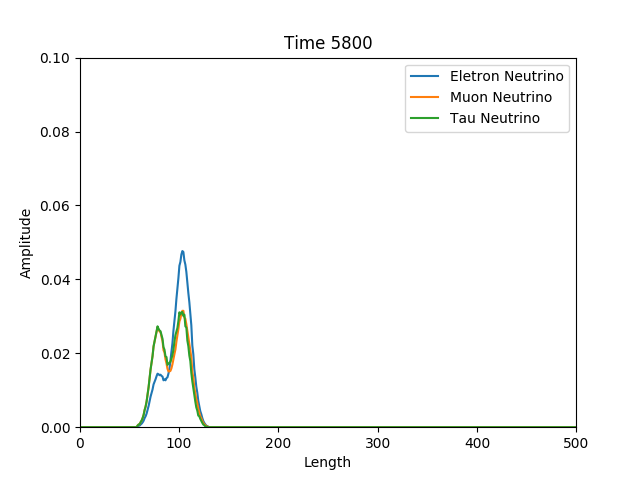 Time 5800
Eletron Neutrino
Muon Neutrino
Tau Neutrino
Amplitude
0.10
0.08
0.06
0.04
0.02
0.00
0 100 200 300 400 500
Length